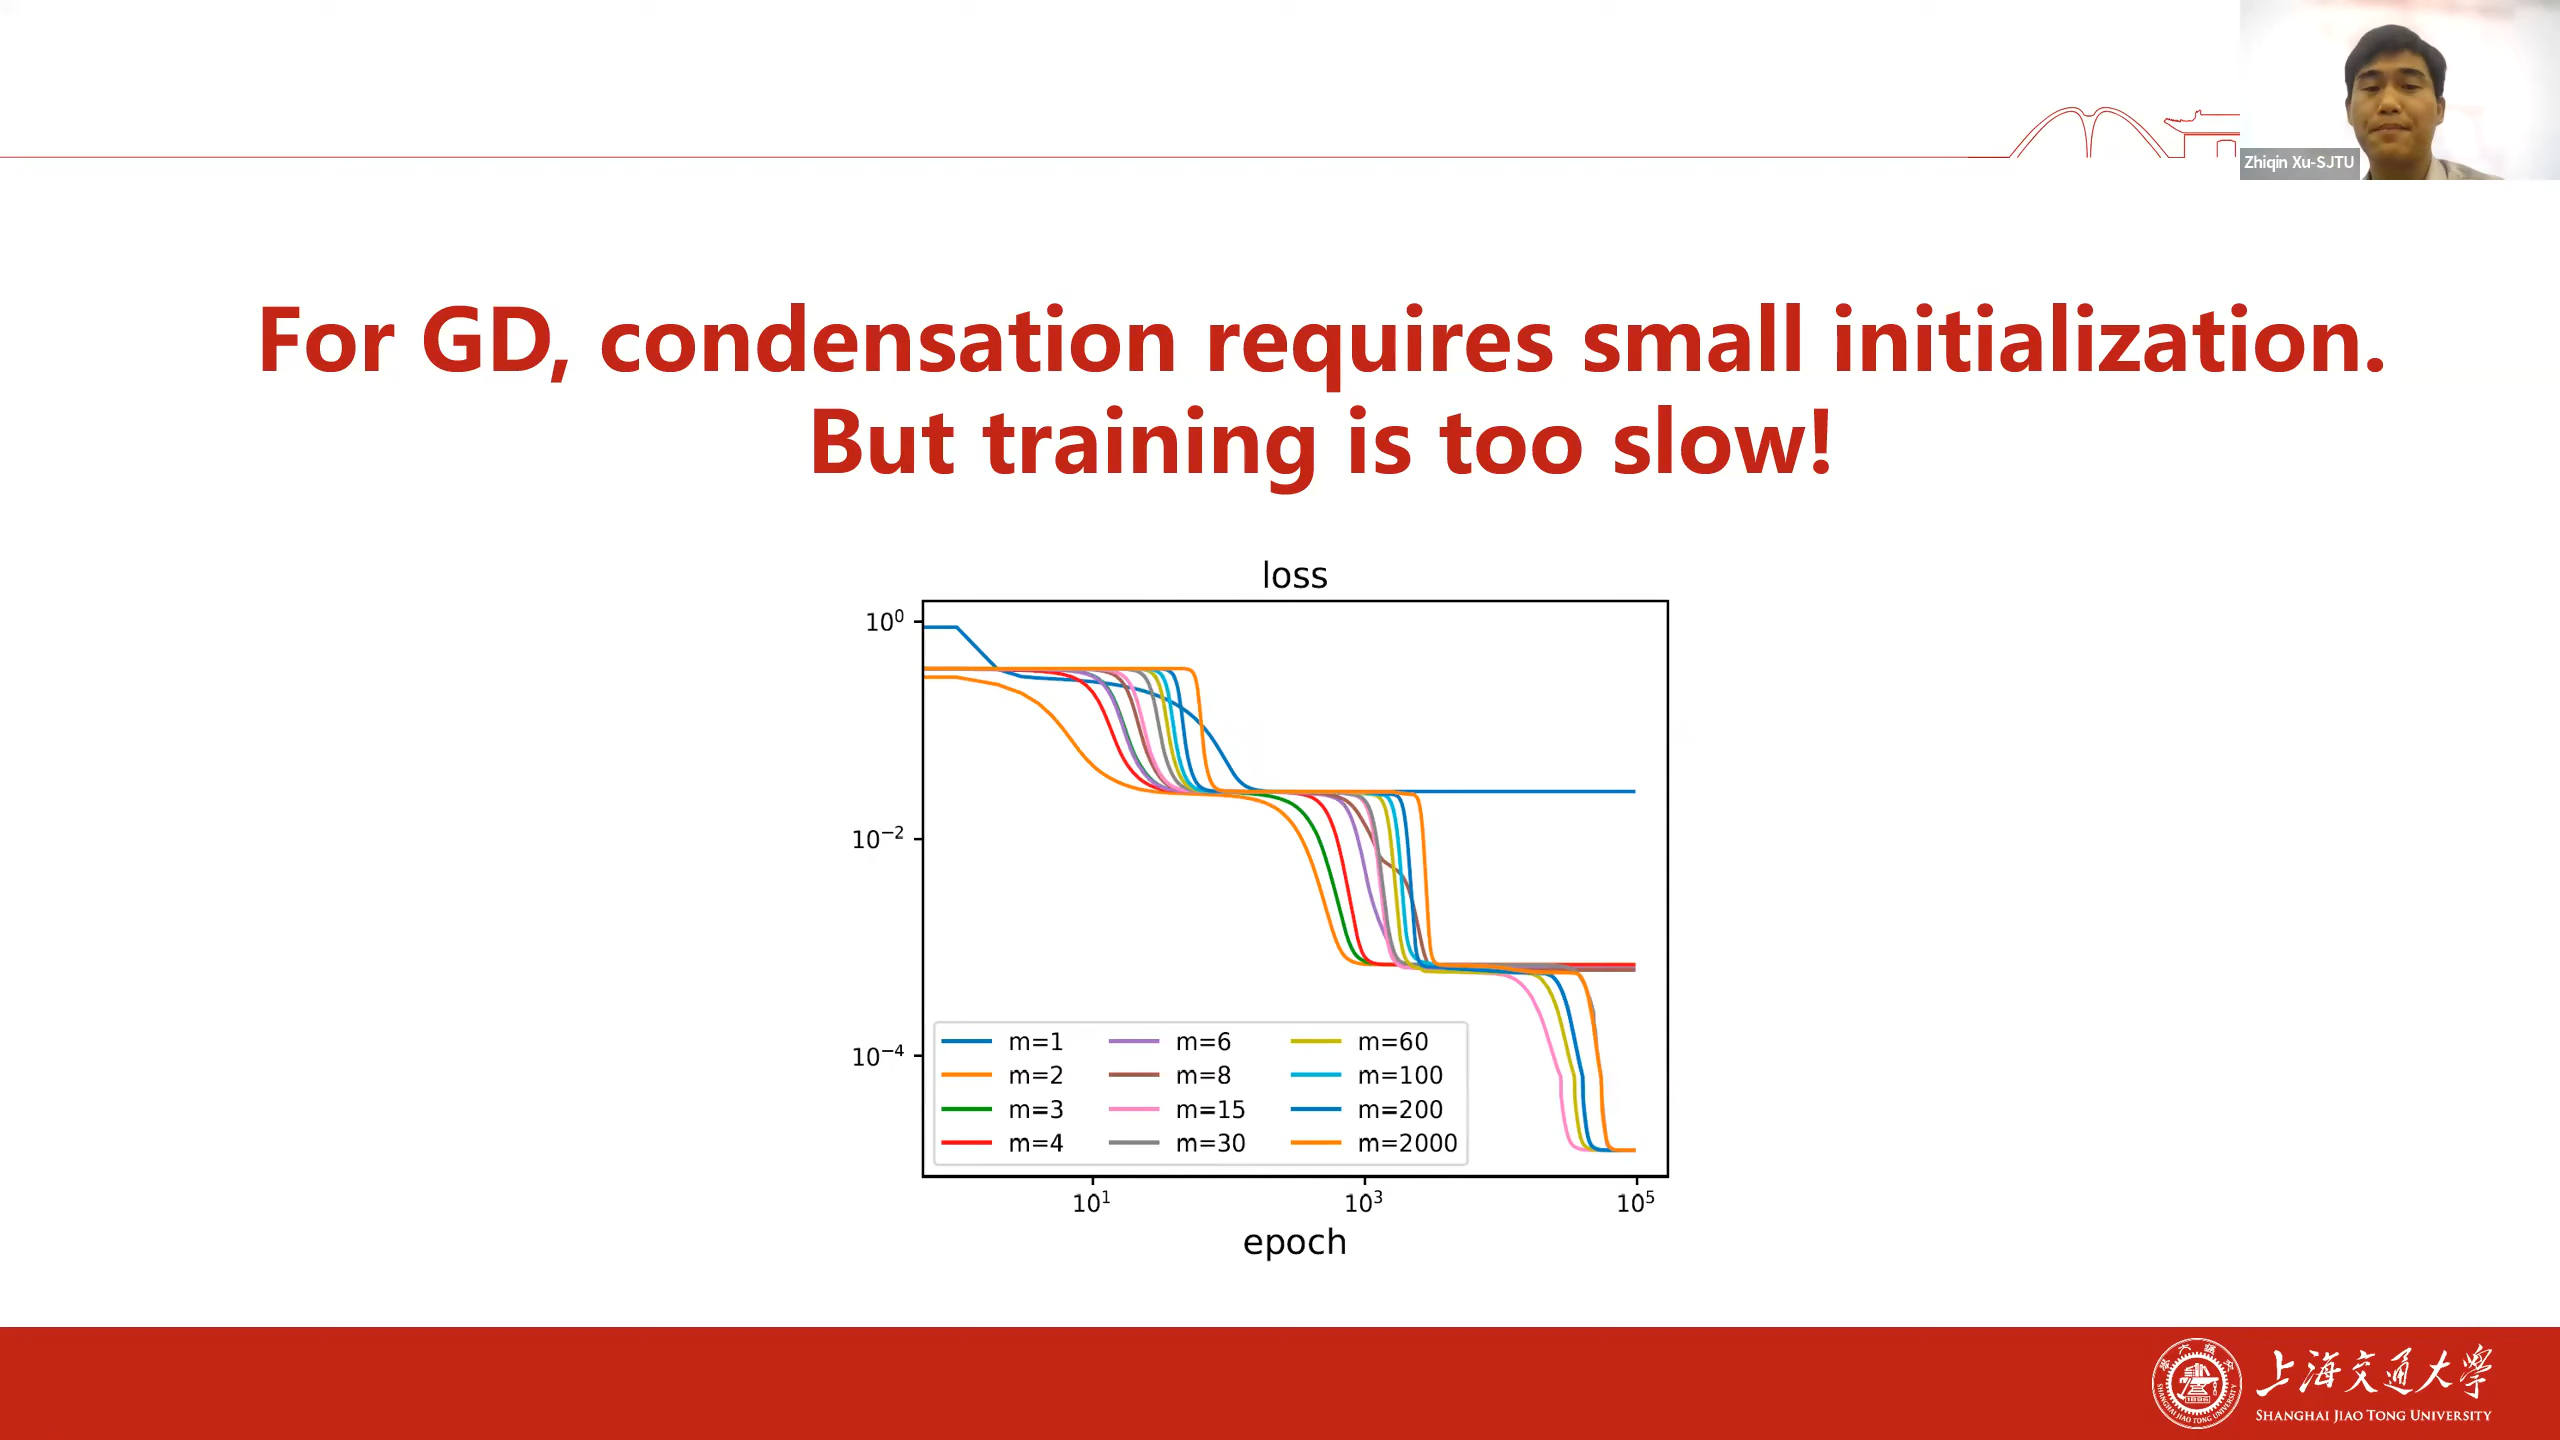 Zhiqin Xu-SJTU
For GD, condensation requires small initialization.
But training is too slow!
loss
10⁰
10⁻²
10⁻⁴
m=1
m=2
m=3
m=4
m=6
m=8
m=15
m=30
m=60
m=100
m=200
m=2000
10¹
10³
10⁵
epoch
上海交通大學
SHANGHAI JIAO TONG UNIVERSITY